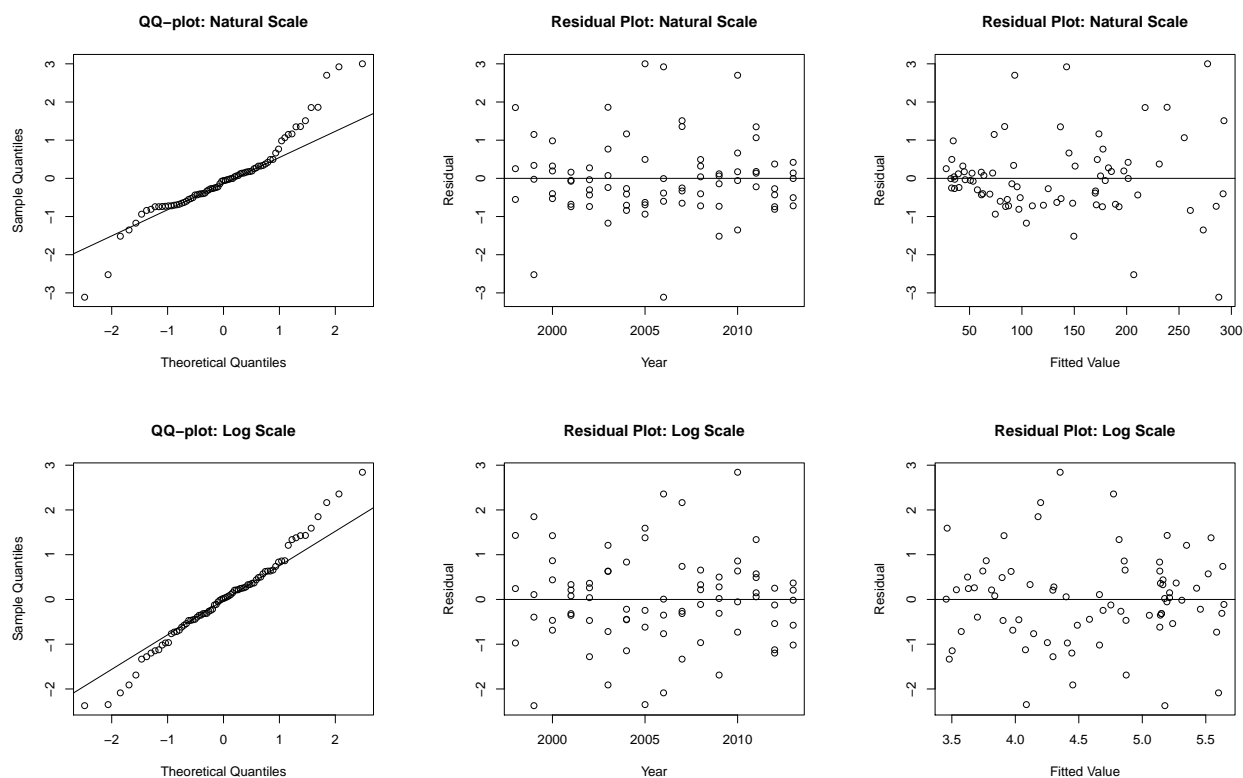 QQ−plot: Natural Scale
Sample Quantiles
3
2
1
0
−1
−2
−3
−2 −1 0 1 2
Theoretical Quantiles
Residual Plot: Natural Scale
Residual
3
2
1
0
−1
−2
−3
2000 2005 2010
Year
Residual Plot: Natural Scale
Residual
3
2
1
0
−1
−2
−3
50 100 150 200 250 300
Fitted Value
QQ−plot: Log Scale
Sample Quantiles
3
2
1
0
−1
−2
−2 −1 0 1 2
Theoretical Quantiles
Residual Plot: Log Scale
Residual
3
2
1
0
−1
−2
2000 2005 2010
Year
Residual Plot: Log Scale
Residual
3
2
1
0
−1
−2
3.5 4.0 4.5 5.0 5.5
Fitted Value